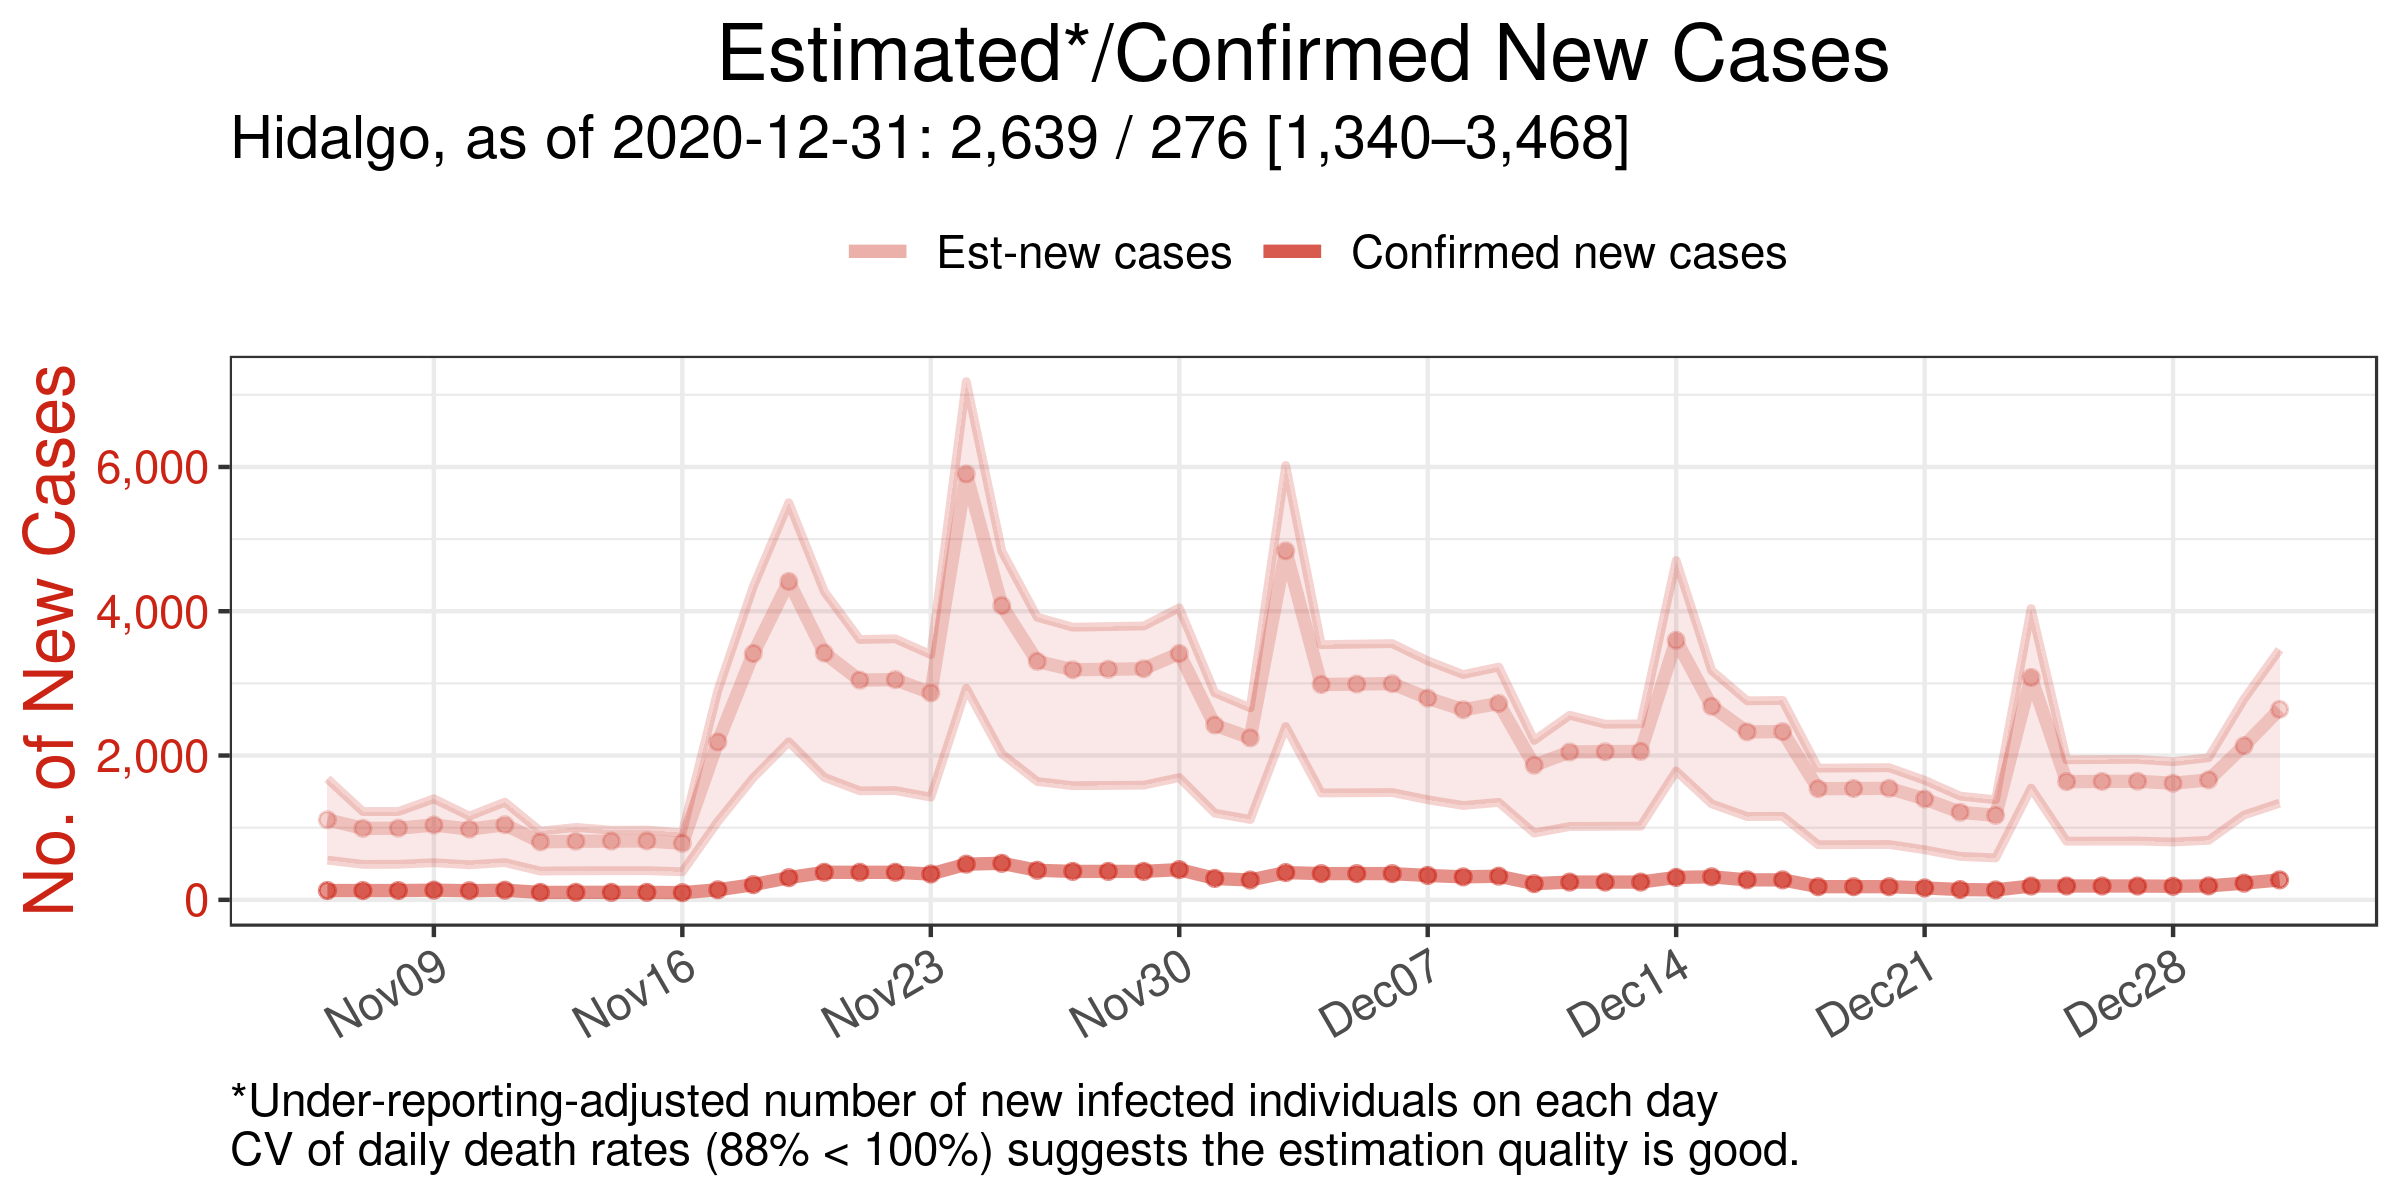 Estimated*/Confirmed New Cases
Hidalgo, as of 2020-12-31: 2,639 / 276 [1,340–3,468]
Est-new cases Confirmed new cases
No. of New Cases
6,000
4,000
2,000
0
Nov09 Nov16 Nov23 Nov30 Dec07 Dec14 Dec21 Dec28
*Under-reporting-adjusted number of new infected individuals on each day
CV of daily death rates (88% < 100%) suggests the estimation quality is good.